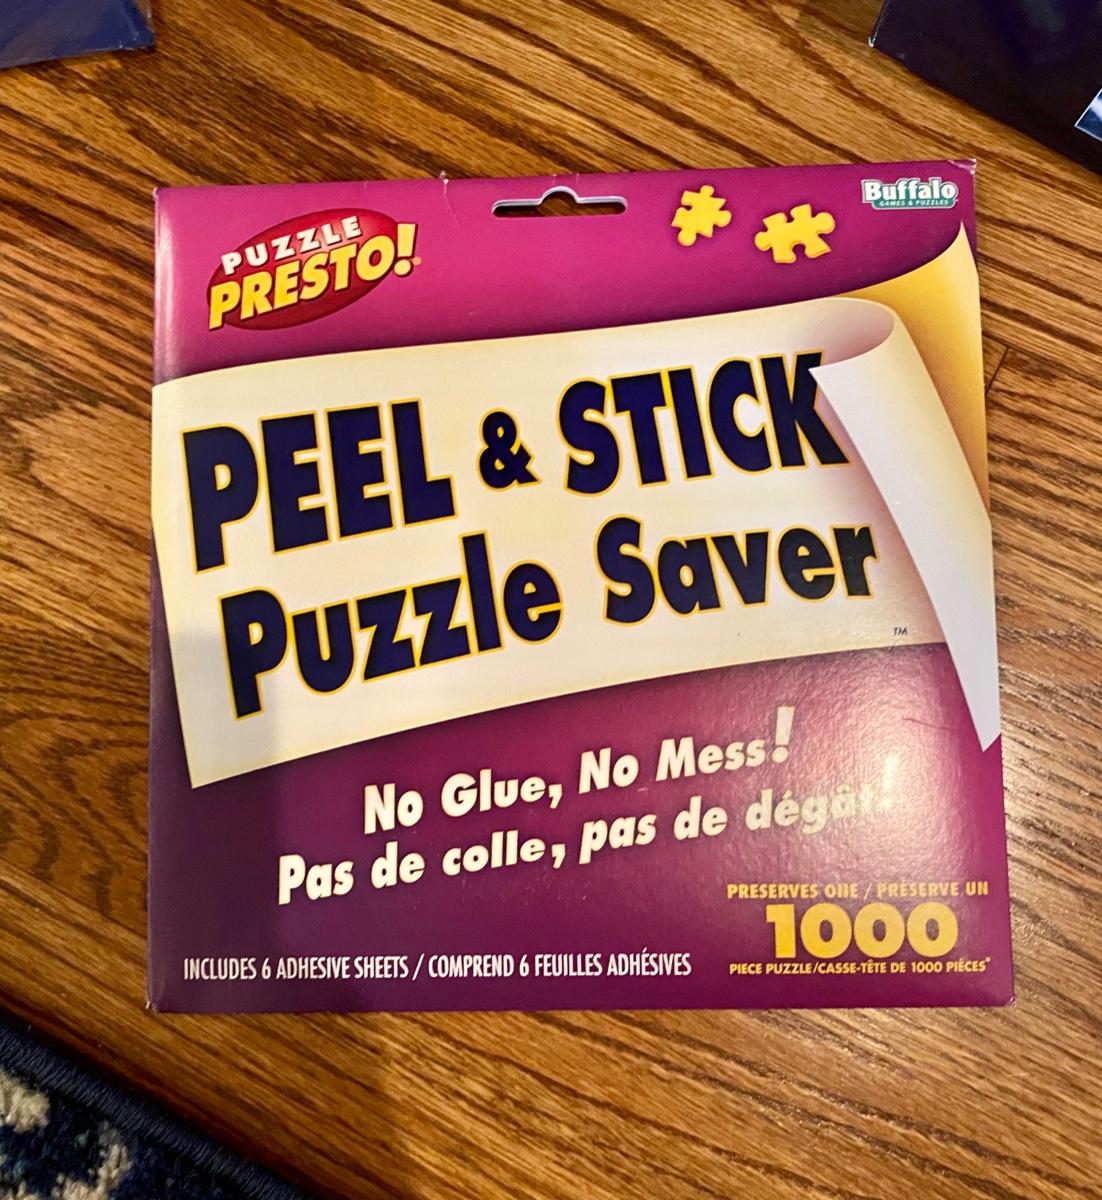 PUZZLE
PRESTO!
Buffalo
GAMES & PUZZLES
PEEL & STICK
Puzzle Saver
TM
No Glue, No Mess!
Pas de colle, pas de
PRESERVES ONE / PRÉSERVE UN
1000
PIECE PUZZLE/CASSE-TÊTE DE 1000 PIÈCES*
INCLUDES 6 ADHESIVE SHEETS / COMPREND 6 FEUILLES ADHÉSIVES